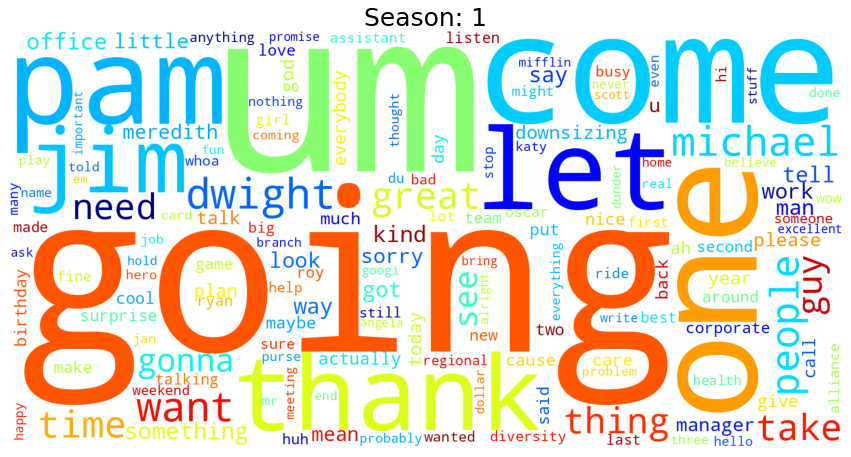 Season: 1
office little anything promise love assistant listen
mifflin say busy even hi
pam um come
god might never scott u stuff done
nothing everybody
important meredith girl thought downsizing michael
coming day
jim fun whoa let
play told katy stop home believe
em du bad real tell
many name dwight great
need card talk much lot team oscar dunder work wow
made big kind put nice first man someone
ask job branch sorry ah second please excellent
going one
birthday fine hold hero game look roy googi bring see everything ride back year people guy
cool plan ryan help way got still alright write best around
surprise maybe angela today new two corporate call
jan sure
gonna purse actually regional cause care
make talking meeting mr end dollar problem health alliance
weekend thank
want said thing give take
happy time something
huh mean probably wanted diversity last manager three hello